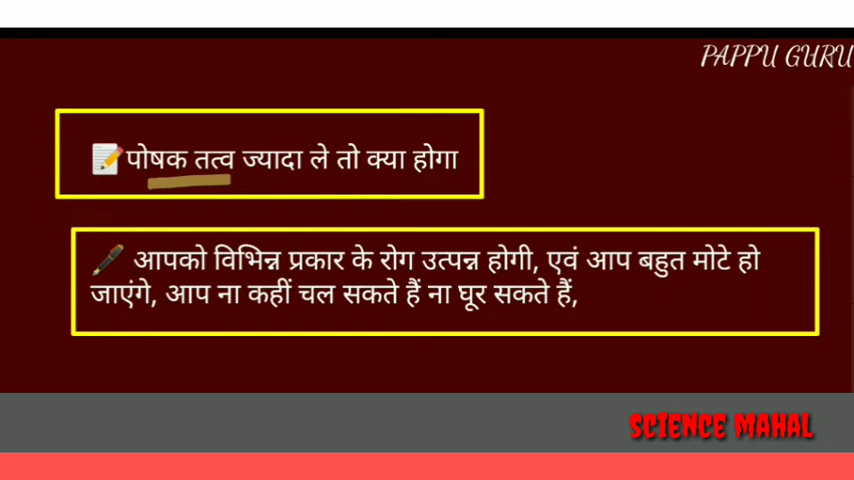 PAPPU GURU
पोषक तत्व ज्यादा ले तो क्या होगा
आपको विभिन्न प्रकार के रोग उत्पन्न होगी, एवं आप बहुत मोटे हो
जाएंगे, आप ना कहीं चल सकते हैं ना घूर सकते हैं,
SCIENCE MAHAL